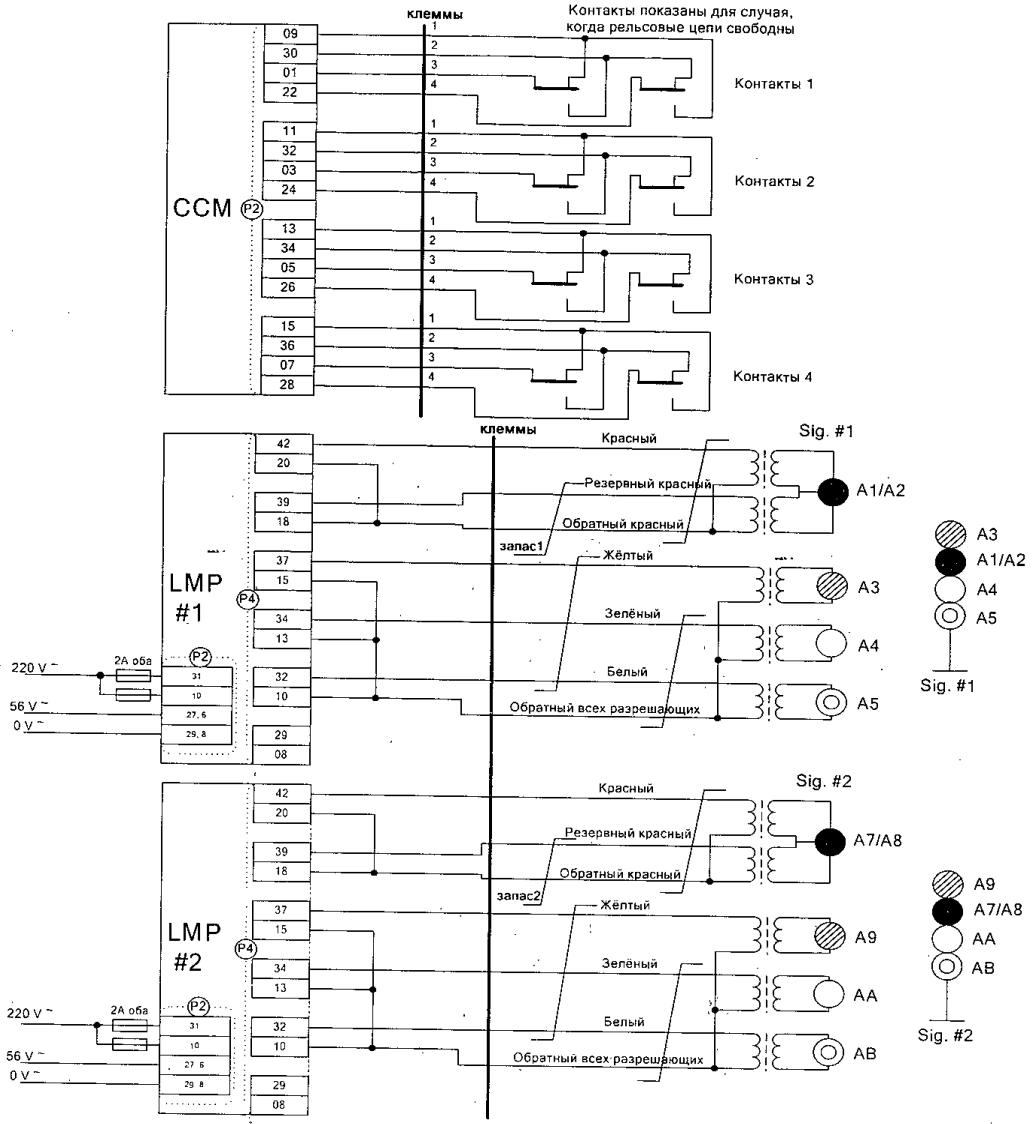 клеммы
Контакты показаны для случая,
когда рельсовые цепи свободны
CCM
P2
09
30
01
22
1
2
3
4
Контакты 1
11
32
03
24
1
2
3
4
Контакты 2
13
34
05
26
1
2
3
4
Контакты 3
15
36
07
28
1
2
3
4
Контакты 4
клеммы
LMP
#1
P4
42
20
39
18
37
15
34
13
32
10
29
08
P2
31
10
27, 6
29, 8
220 V ~
2А оба
56 V ~
0 V ~
Красный
Резервный красный
Обратный красный
запас1
Жёлтый
Зелёный
Белый
Обратный всех разрешающих
Sig. #1
A1/A2
A3
A4
A5
A3
A1/A2
A4
A5
Sig. #1
LMP
#2
P4
42
20
39
18
37
15
34
13
32
10
29
08
P2
31
10
27 6
29 8
220 V ~
2А оба
56 V ~
0 V ~
Красный
Резервный красный
Обратный красный
запас2
Жёлтый
Зелёный
Белый
Обратный всех разрешающих
Sig. #2
A7/A8
A9
AA
AB
A9
A7/A8
AA
AB
Sig. #2